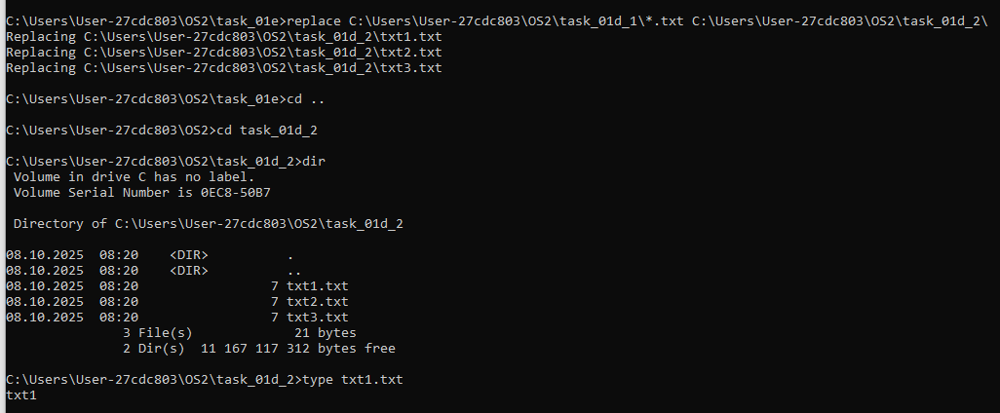 C:\Users\User-27cdc803\OS2\task_01e>replace C:\Users\User-27cdc803\OS2\task_01d_1\*.txt C:\Users\User-27cdc803\OS2\task_01d_2\
Replacing C:\Users\User-27cdc803\OS2\task_01d_2\txt1.txt
Replacing C:\Users\User-27cdc803\OS2\task_01d_2\txt2.txt
Replacing C:\Users\User-27cdc803\OS2\task_01d_2\txt3.txt
C:\Users\User-27cdc803\OS2\task_01e>cd ..
C:\Users\User-27cdc803\OS2>cd task_01d_2
C:\Users\User-27cdc803\OS2\task_01d_2>dir
Volume in drive C has no label.
Volume Serial Number is 0EC8-50B7
Directory of C:\Users\User-27cdc803\OS2\task_01d_2
08.10.2025  08:20    <DIR>          .
08.10.2025  08:20    <DIR>          ..
08.10.2025  08:20                 7 txt1.txt
08.10.2025  08:20                 7 txt2.txt
08.10.2025  08:20                 7 txt3.txt
3 File(s)             21 bytes
2 Dir(s)  11 167 117 312 bytes free
C:\Users\User-27cdc803\OS2\task_01d_2>type txt1.txt
txt1